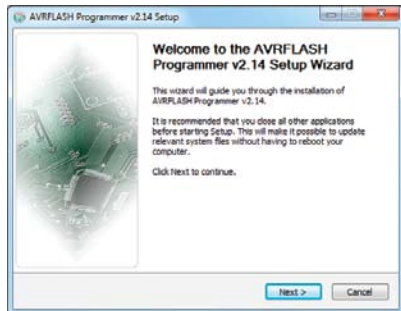 AVRFLASH Programmer v2.14 Setup
Welcome to the AVRFLASH
Programmer v2.14 Setup Wizard
This wizard will guide you through the installation of
AVRFLASH Programmer v2.14.
It is recommended that you close all other applications
before starting Setup. This will make it possible to update
relevant system files without having to reboot your
computer.
Click Next to continue.
Next >
Cancel